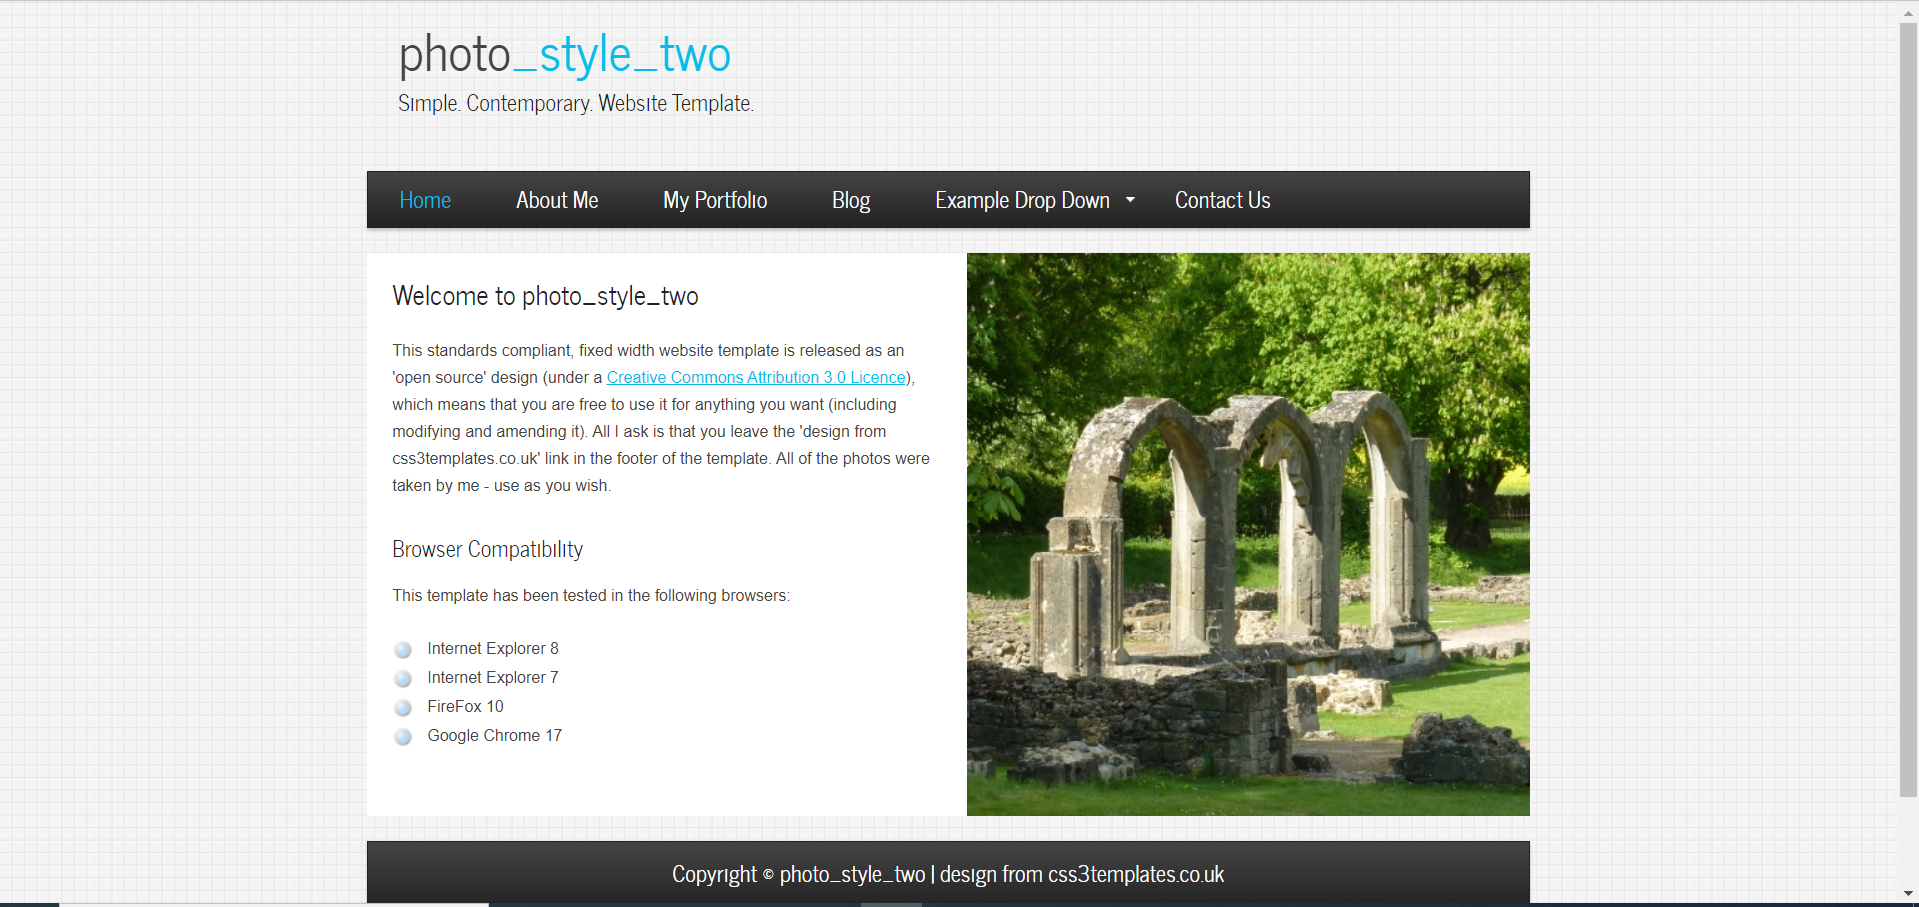 photo_style_two
Simple. Contemporary. Website Template.
Home About Me My Portfolio Blog Example Drop Down Contact Us
Welcome to photo_style_two
This standards compliant, fixed width website template is released as an
'open source' design (under a Creative Commons Attribution 3.0 Licence),
which means that you are free to use it for anything you want (including
modifying and amending it). All I ask is that you leave the 'design from
css3templates.co.uk' link in the footer of the template. All of the photos were
taken by me - use as you wish.
Browser Compatibility
This template has been tested in the following browsers:
Internet Explorer 8
Internet Explorer 7
FireFox 10
Google Chrome 17
Copyright © photo_style_two | design from css3templates.co.uk